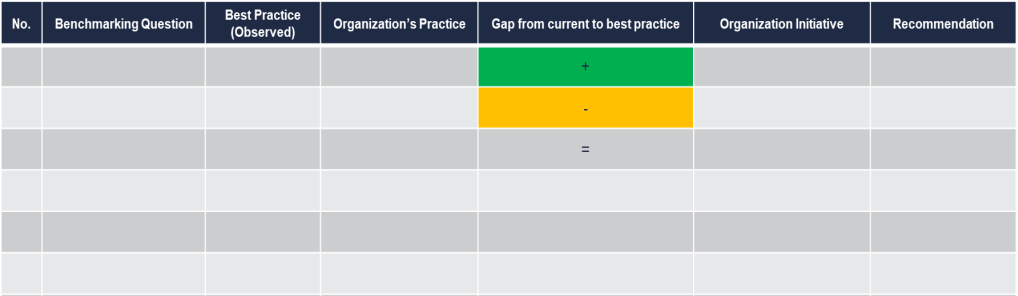 No.
Benchmarking Question
Best Practice
(Observed)
Organization’s Practice
Gap from current to best practice
Organization Initiative
Recommendation
+
-
=